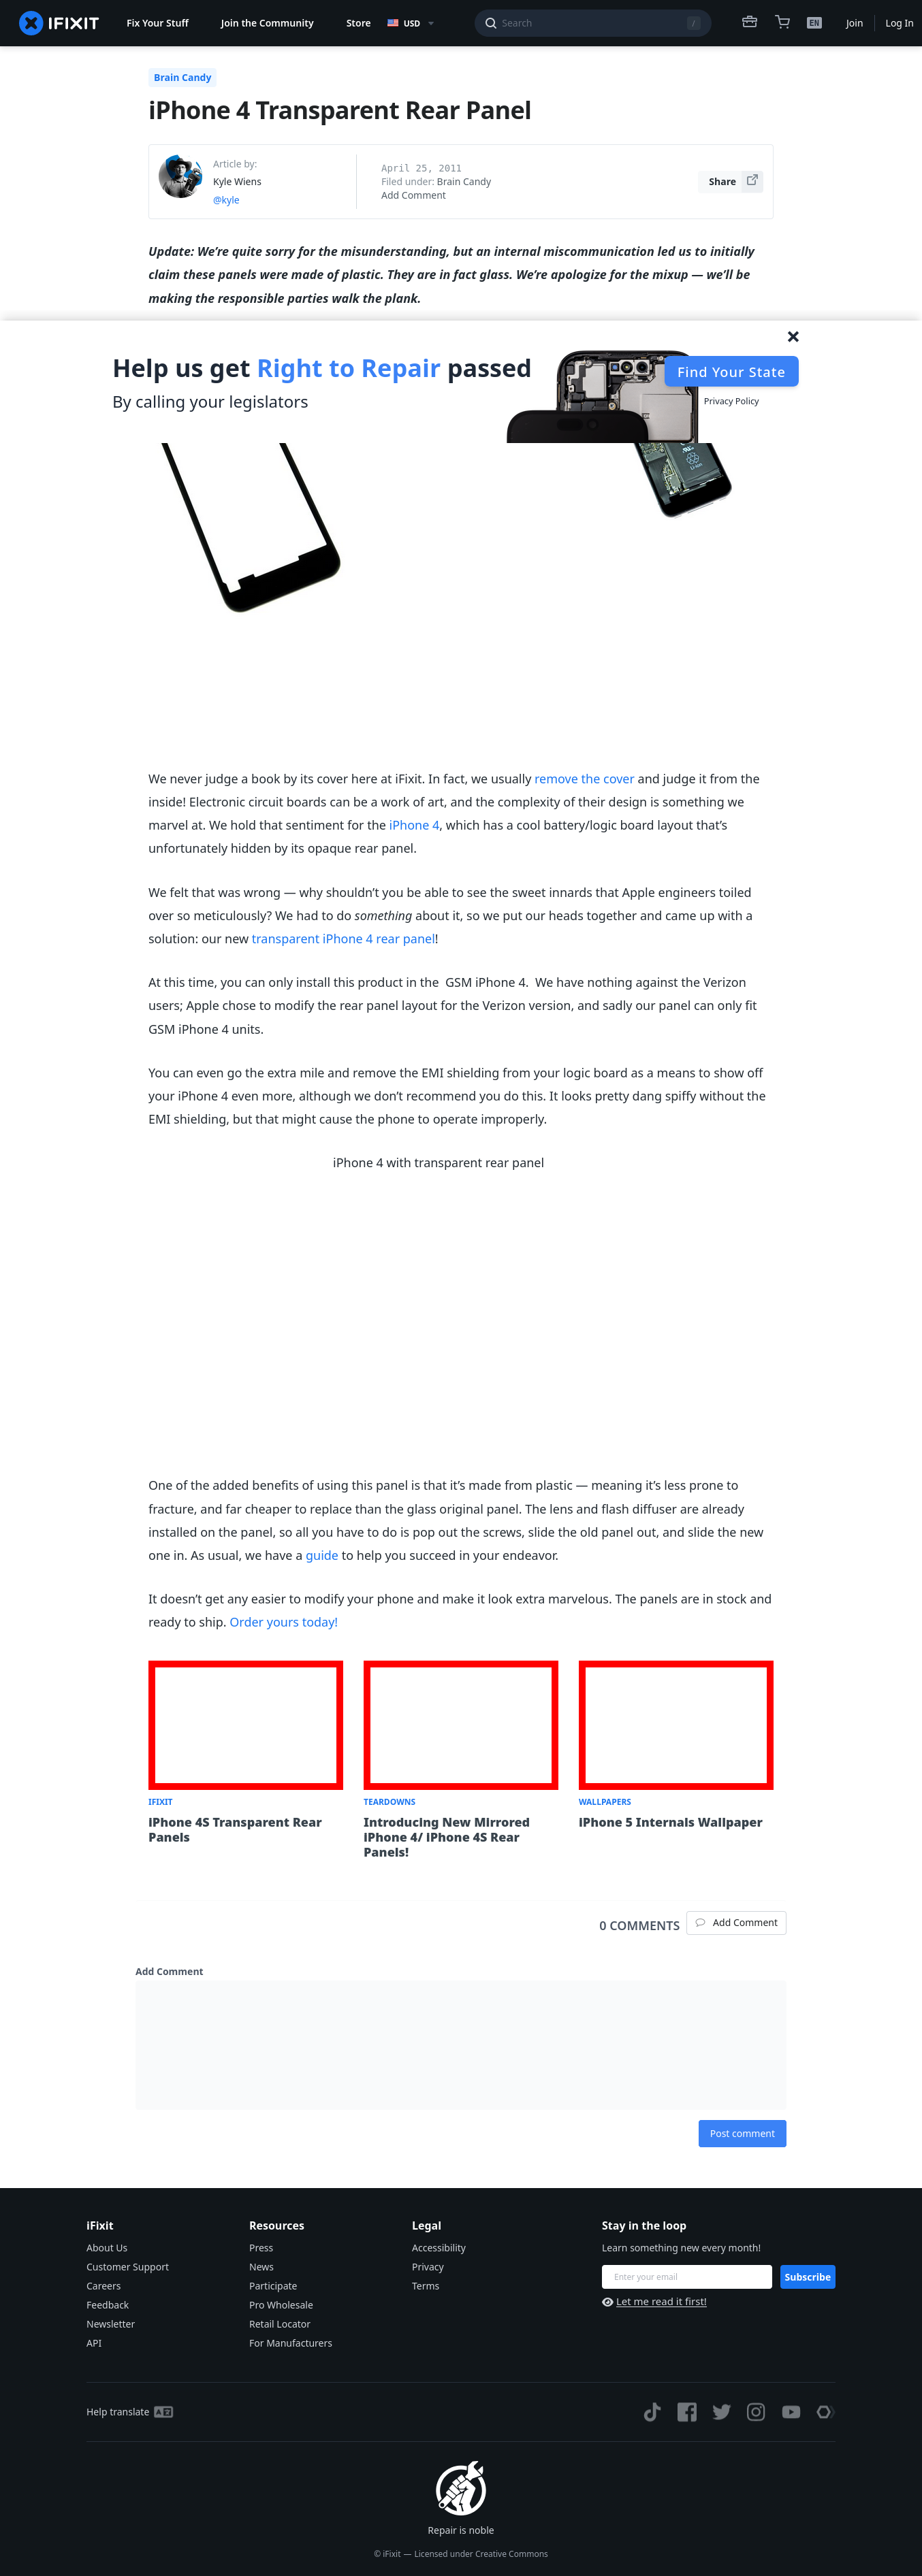 IFIXIT
Fix Your Stuff
Join the Community
Store
USD
Search
/
EN
Join
Log In
Brain Candy
iPhone 4 Transparent Rear Panel
Article by:
Kyle Wiens
@kyle
April 25, 2011
Filed under: Brain Candy
Add Comment
Share
Update: We’re quite sorry for the misunderstanding, but an internal miscommunication led us to initially
claim these panels were made of plastic. They are in fact glass. We’re apologize for the mixup — we’ll be
making the responsible parties walk the plank.
Help us get Right to Repair passed
By calling your legislators
Find Your State
Privacy Policy
We never judge a book by its cover here at iFixit. In fact, we usually remove the cover and judge it from the
inside! Electronic circuit boards can be a work of art, and the complexity of their design is something we
marvel at. We hold that sentiment for the iPhone 4, which has a cool battery/logic board layout that’s
unfortunately hidden by its opaque rear panel.
We felt that was wrong — why shouldn’t you be able to see the sweet innards that Apple engineers toiled
over so meticulously? We had to do something about it, so we put our heads together and came up with a
solution: our new transparent iPhone 4 rear panel!
At this time, you can only install this product in the  GSM iPhone 4.  We have nothing against the Verizon
users; Apple chose to modify the rear panel layout for the Verizon version, and sadly our panel can only fit
GSM iPhone 4 units.
You can even go the extra mile and remove the EMI shielding from your logic board as a means to show off
your iPhone 4 even more, although we don’t recommend you do this. It looks pretty dang spiffy without the
EMI shielding, but that might cause the phone to operate improperly.
iPhone 4 with transparent rear panel
One of the added benefits of using this panel is that it’s made from plastic — meaning it’s less prone to
fracture, and far cheaper to replace than the glass original panel. The lens and flash diffuser are already
installed on the panel, so all you have to do is pop out the screws, slide the old panel out, and slide the new
one in. As usual, we have a guide to help you succeed in your endeavor.
It doesn’t get any easier to modify your phone and make it look extra marvelous. The panels are in stock and
ready to ship. Order yours today!
IFIXIT
iPhone 4S Transparent Rear
Panels
TEARDOWNS
Introducing New Mirrored
iPhone 4/ iPhone 4S Rear
Panels!
WALLPAPERS
iPhone 5 Internals Wallpaper
0 COMMENTS
Add Comment
Add Comment
Post comment
iFixit
About Us
Customer Support
Careers
Feedback
Newsletter
API
Resources
Press
News
Participate
Pro Wholesale
Retail Locator
For Manufacturers
Legal
Accessibility
Privacy
Terms
Stay in the loop
Learn something new every month!
Enter your email
Subscribe
Let me read it first!
Help translate
Repair is noble
© iFixit — Licensed under Creative Commons